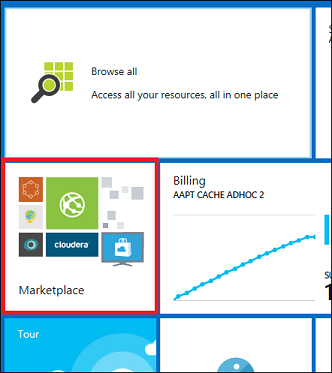 Browse all
Access all your resources, all in one place
cloudera
Marketplace
Billing
AAPT CACHE ADHOC 2
Tour